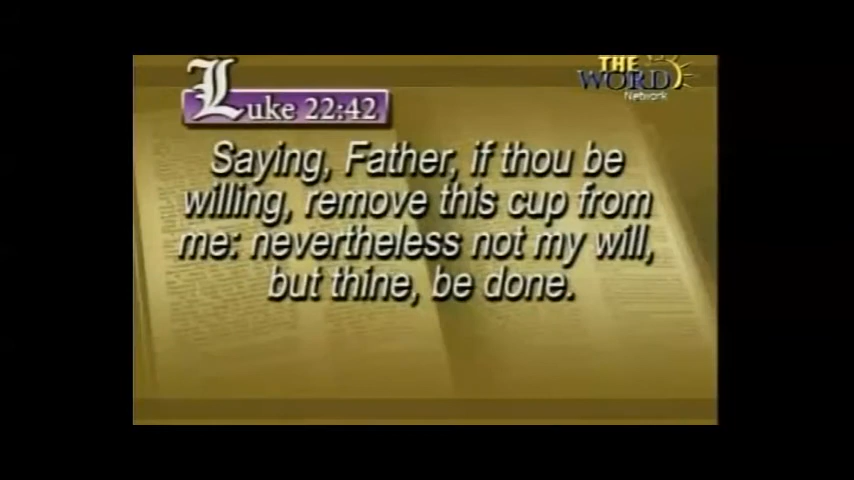 Luke 22:42
THE
WORD
Network
Saying, Father, if thou be
willing, remove this cup from
me: nevertheless not my will,
but thine, be done.